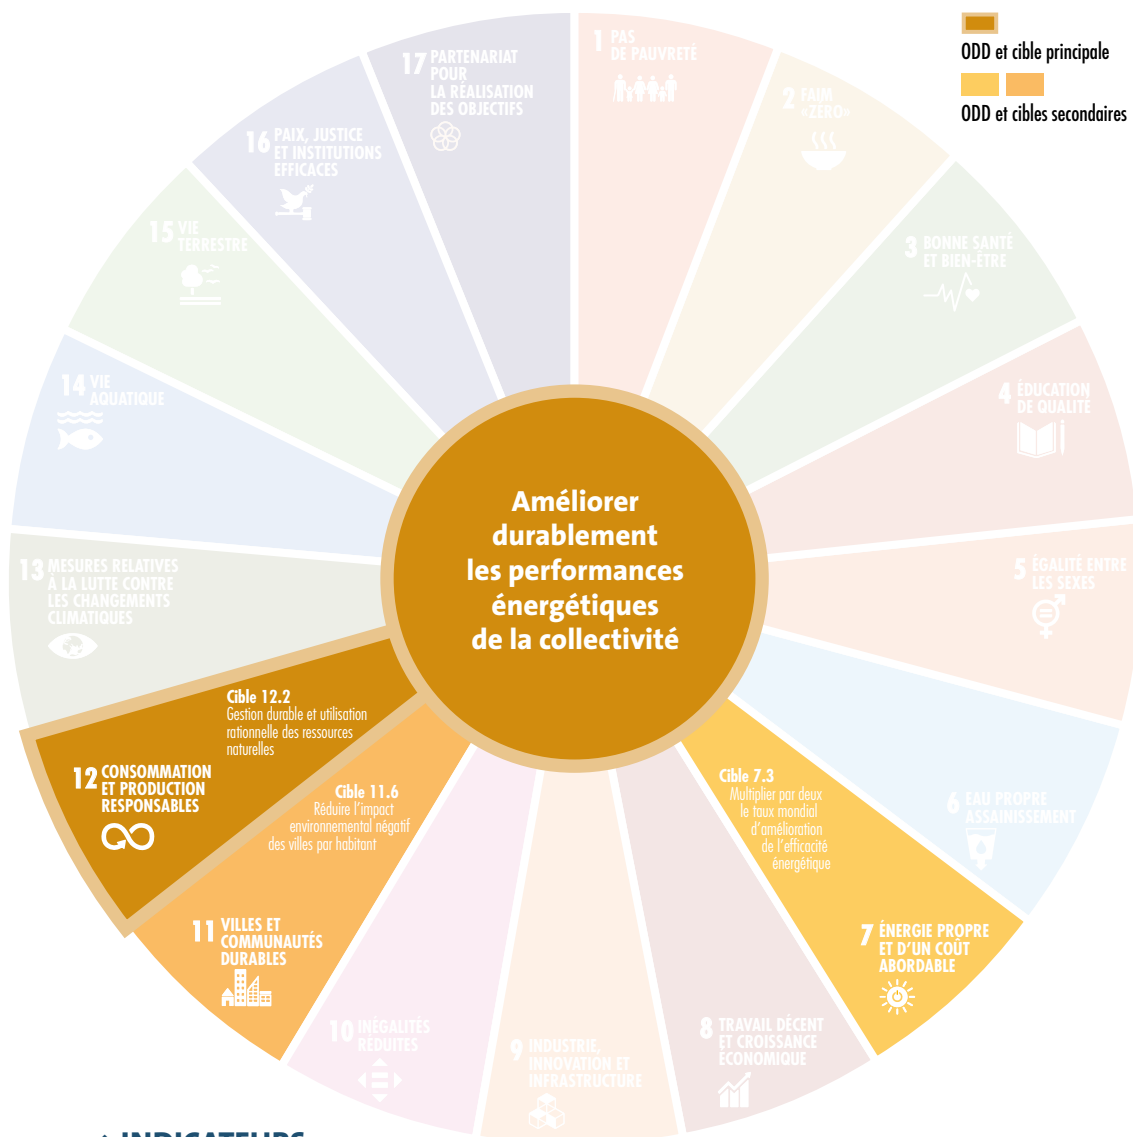 ODD et cible principale
ODD et cibles secondaires
1 PAS
DE PAUVRETÉ
2 FAIM
«ZÉRO»
3 BONNE SANTÉ
ET BIEN-ÊTRE
4 ÉDUCATION
DE QUALITÉ
5 ÉGALITÉ ENTRE
LES SEXES
6 EAU PROPRE
ASSAINISSEMENT
Cible 7.3
Multiplier par deux
le taux mondial
d’amélioration
de l’efficacité
énergétique
7 ÉNERGIE PROPRE
ET D’UN COÛT
ABORDABLE
8 TRAVAIL DÉCENT
ET CROISSANCE
ÉCONOMIQUE
9 INDUSTRIE,
INNOVATION ET
INFRASTRUCTURE
10 INÉGALITÉS
RÉDUITES
Cible 11.6
Réduire l’impact
environnemental négatif
des villes par habitant
11 VILLES ET
COMMUNAUTÉS
DURABLES
Cible 12.2
Gestion durable et utilisation
rationnelle des ressources
naturelles
12 CONSOMMATION
ET PRODUCTION
RESPONSABLES
13 MESURES RELATIVES
À LA LUTTE CONTRE
LES CHANGEMENTS
CLIMATIQUES
14 VIE
AQUATIQUE
15 VIE
TERRESTRE
16 PAIX, JUSTICE
ET INSTITUTIONS
EFFICACES
17 PARTENARIAT
POUR
LA RÉALISATION
DES OBJECTIFS
Améliorer
durablement
les performances
énergétiques
de la collectivité
INDICATEURS